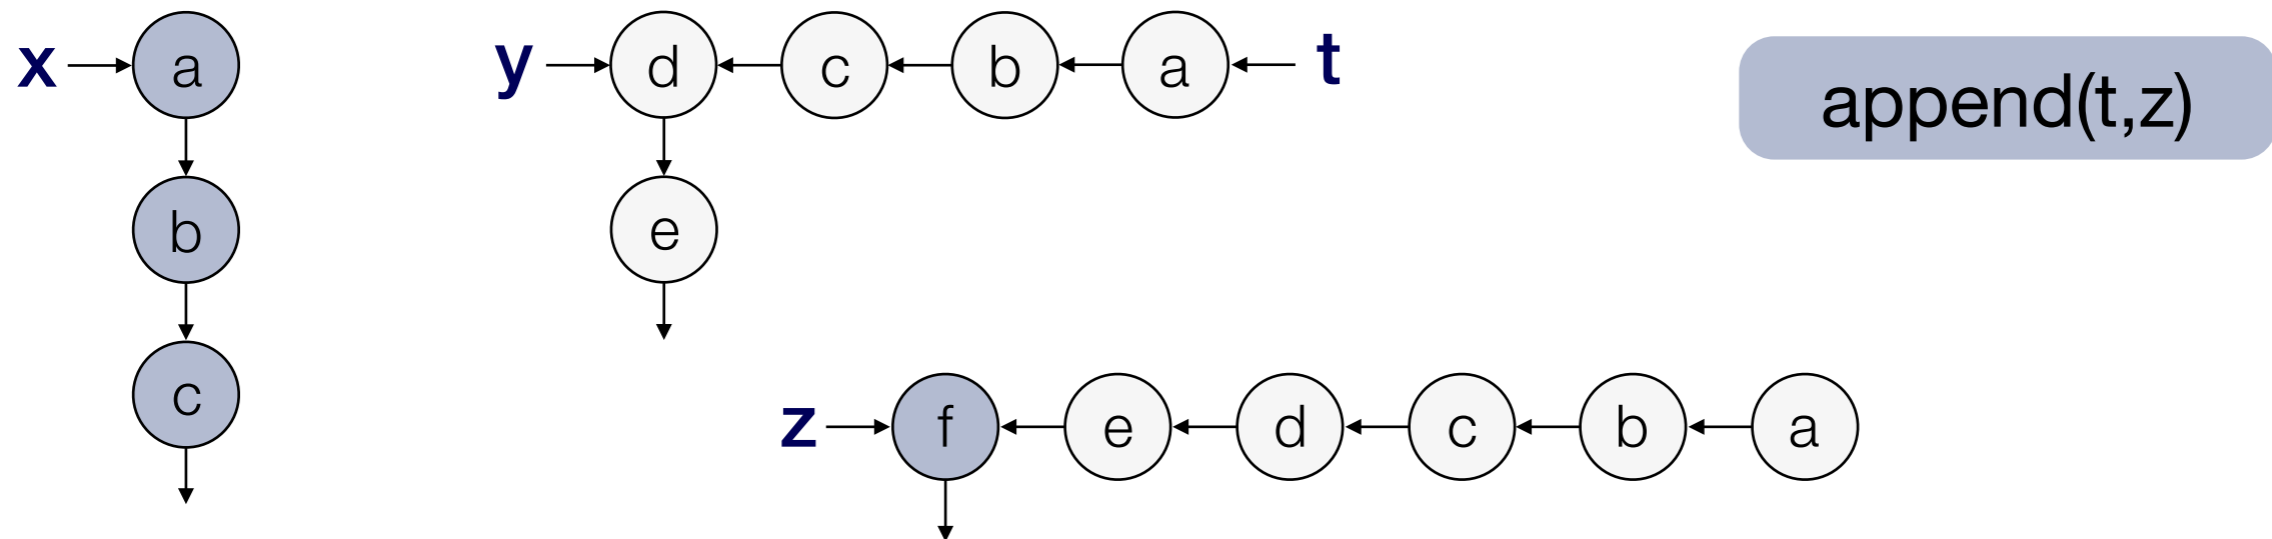 x a y d c b a t append(t,z)
b e
c z f e d c b a